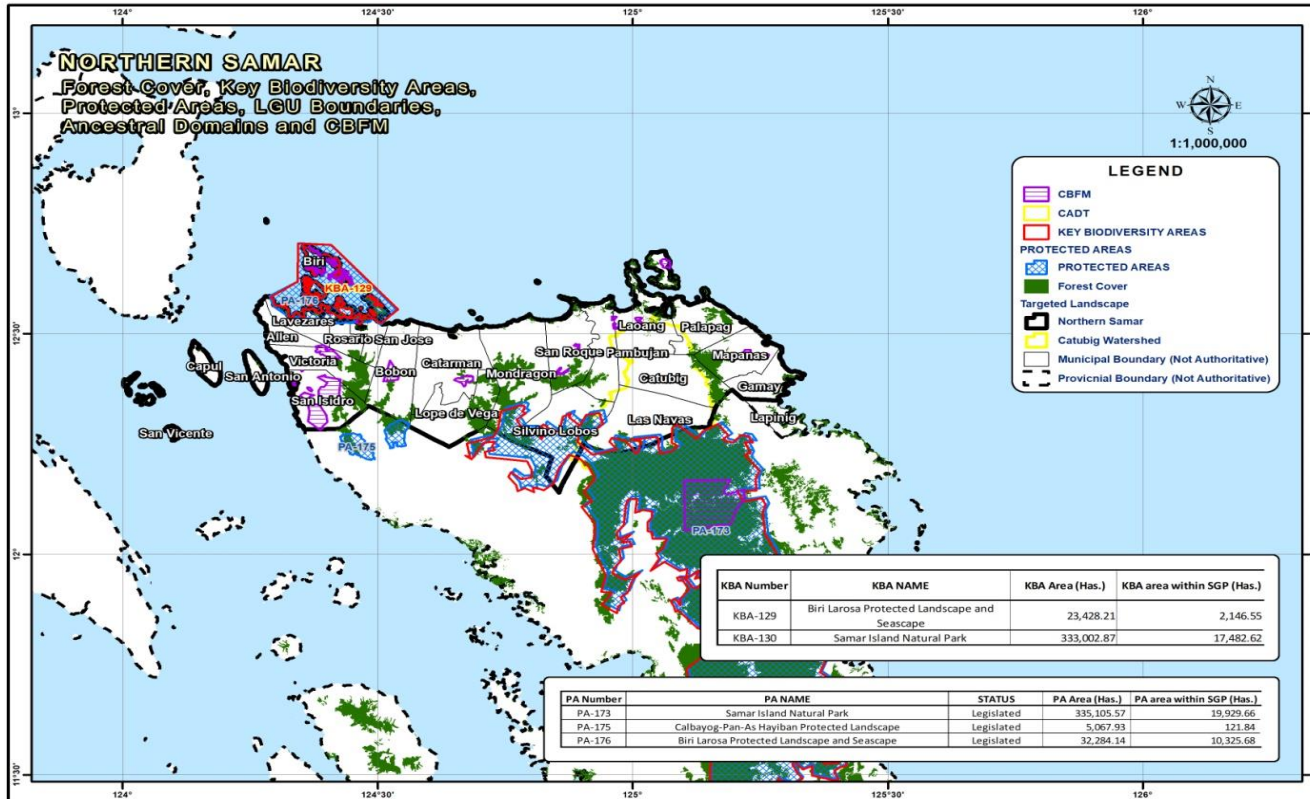 124°
124°30'
125°
125°30'
126°
NORTHERN SAMAR
Forest Cover, Key Biodiversity Areas,
Protected Areas, LGU Boundaries,
Ancestral Domains and CBFM
N
W E
S
1:1,000,000
13°
12°30'
12°
11°30'
LEGEND
CBFM
CADT
KEY BIODIVERSITY AREAS
PROTECTED AREAS
PROTECTED AREAS
Forest Cover
Targeted Landscape
Northern Samar
Catubig Watershed
Municipal Boundary (Not Authoritative)
Provicnial Boundary (Not Authoritative)
Biri
KBA-129
PA-176
Lavezares
Allen
Rosario
San Jose
Laoang
Palapag
Victoria
Capul
San Antonio
Bobon
Catarman
Mondragon
San Roque
Pambujan
Mapanas
Catubig
Gamay
San Isidro
Lope de Vega
Las Navas
Lapinig
San Vicente
Silvino Lobos
PA-175
PA-173
KBA Number KBA NAME KBA Area (Has.) KBA area within SGP (Has.)
KBA-129 Biri Larosa Protected Landscape and Seascape 23,428.21 2,146.55
KBA-130 Samar Island Natural Park 333,002.87 17,482.62
PA Number PA NAME STATUS PA Area (Has.) PA area within SGP (Has.)
PA-173 Samar Island Natural Park Legislated 335,105.57 19,929.66
PA-175 Calbayog-Pan-As Hayiban Protected Landscape Legislated 5,067.93 121.84
PA-176 Biri Larosa Protected Landscape and Seascape Legislated 32,284.14 10,325.68
124°
124°30'
125°
125°30'
126°